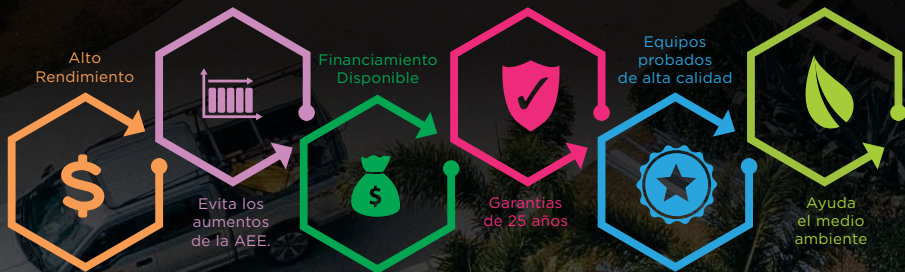 Alto
Rendimiento
Evita los
aumentos
de la AEE.
Financiamiento
Disponible
Garantías
de 25 años
Equipos
probados
de alta calidad
Ayuda
el medio
ambiente